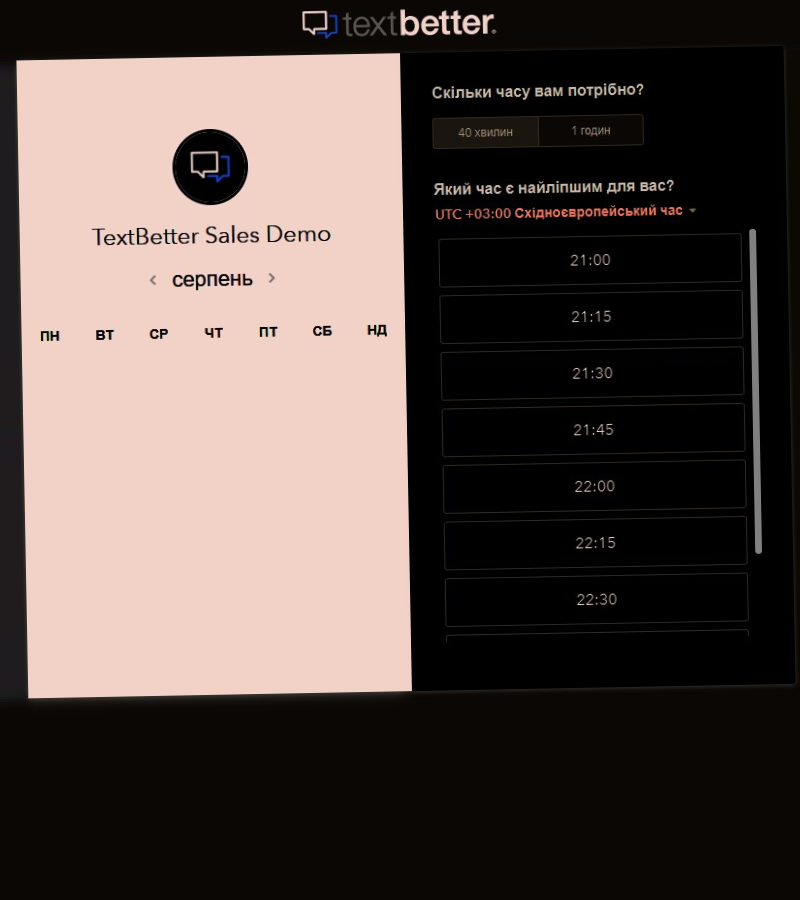 textbetter.
TextBetter Sales Demo
серпень
ПН ВТ СР ЧТ ПТ СБ НД
Скільки часу вам потрібно?
40 хвилин 1 годин
Який час є найліпшим для вас?
UTC +03:00 Східноєвропейський час
21:00
21:15
21:30
21:45
22:00
22:15
22:30